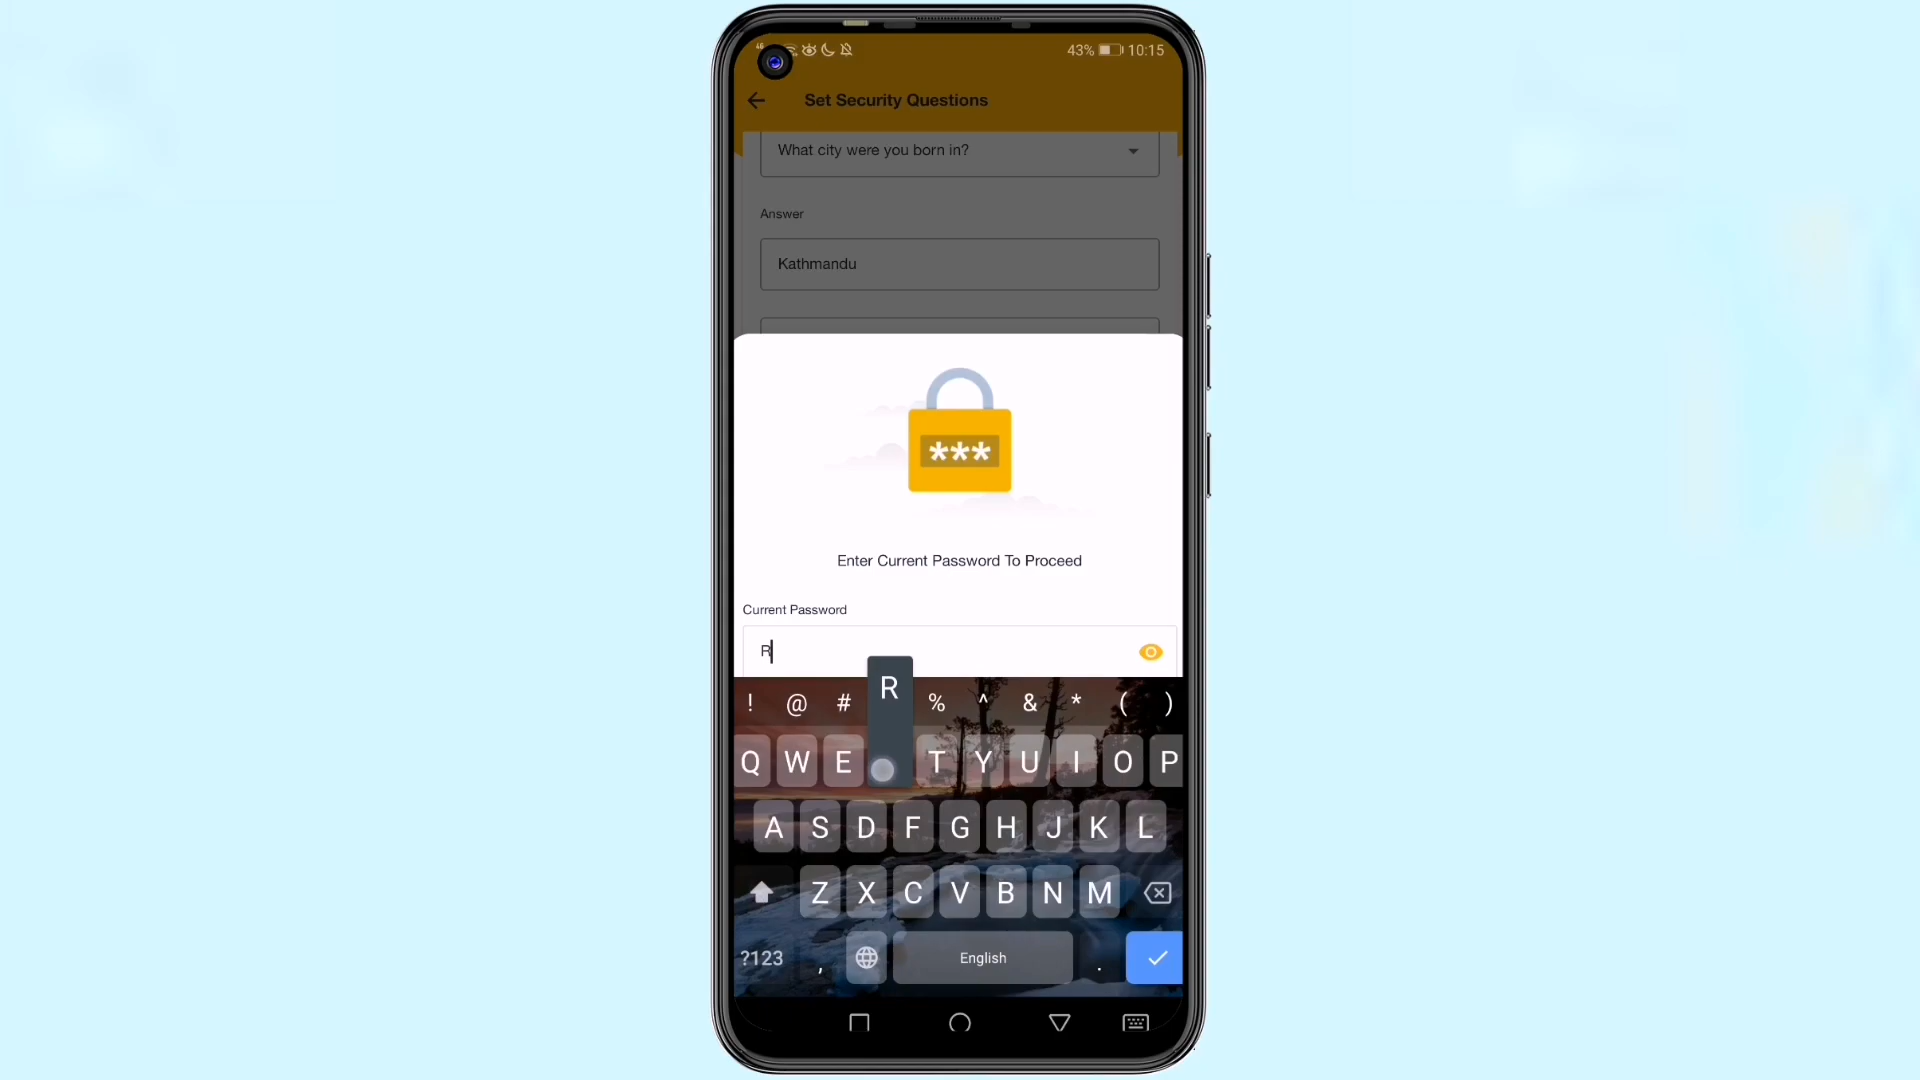 43% 10:15
Set Security Questions
What city were you born in?
Answer
Kathmandu
***
Enter Current Password To Proceed
Current Password
R
R
! @ # % ^ & * ( )
Q W E T Y U I O P
A S D F G H J K L
Z X C V B N M
?123 , English .